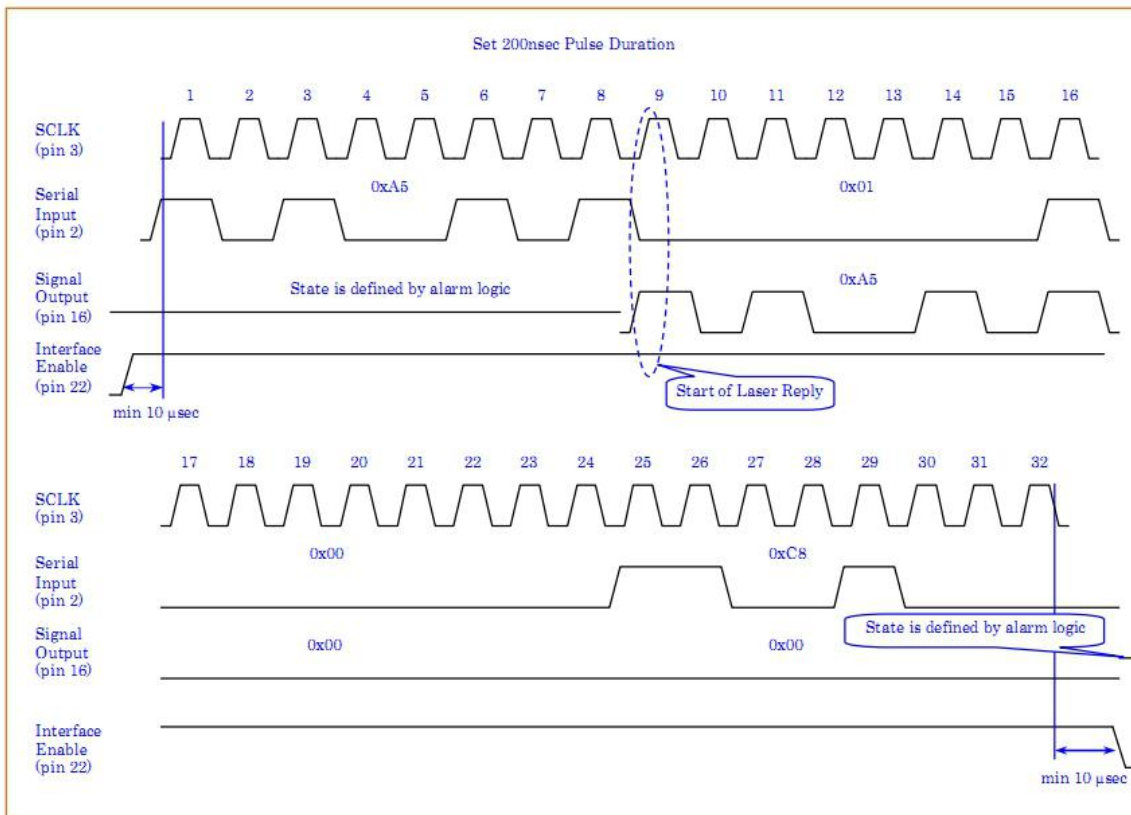 Set 200nsec Pulse Duration
1 2 3 4 5 6 7 8 9 10 11 12 13 14 15 16
SCLK
(pin 3)
0xA5 0x01
Serial
Input
(pin 2)
0xA5
Signal
Output
(pin 16)
State is defined by alarm logic
Interface
Enable
(pin 22)
Start of Laser Reply
min 10 µsec
17 18 19 20 21 22 23 24 25 26 27 28 29 30 31 32
SCLK
(pin 3)
0x00 0xC8
Serial
Input
(pin 2)
State is defined by alarm logic
Signal
Output
(pin 16)
0x00 0x00
Interface
Enable
(pin 22)
min 10 µsec